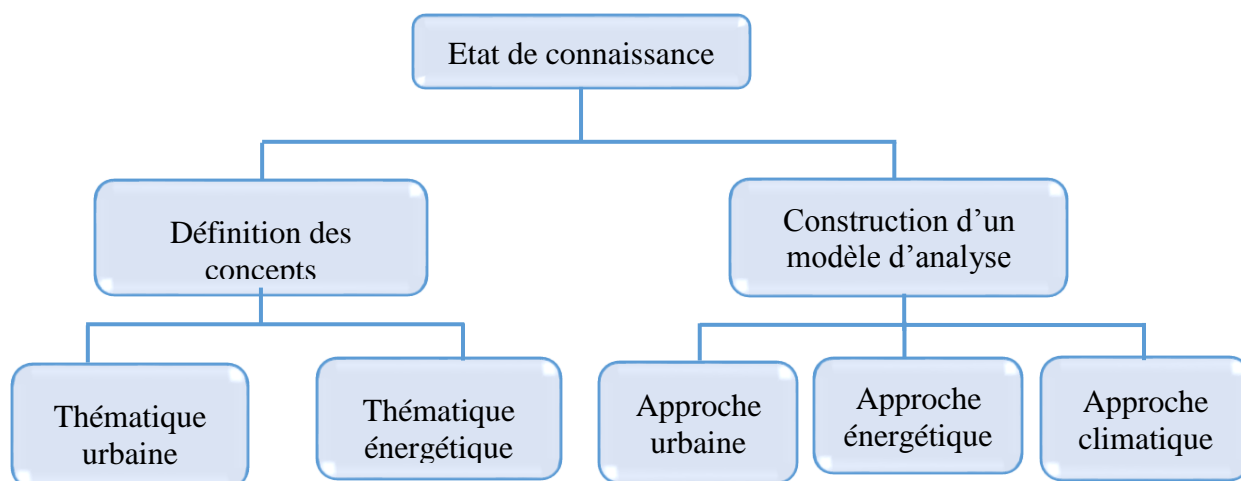 Etat de connaissance
Définition des
concepts
Construction d’un
modèle d’analyse
Thématique
urbaine
Thématique
énergétique
Approche
urbaine
Approche
énergétique
Approche
climatique